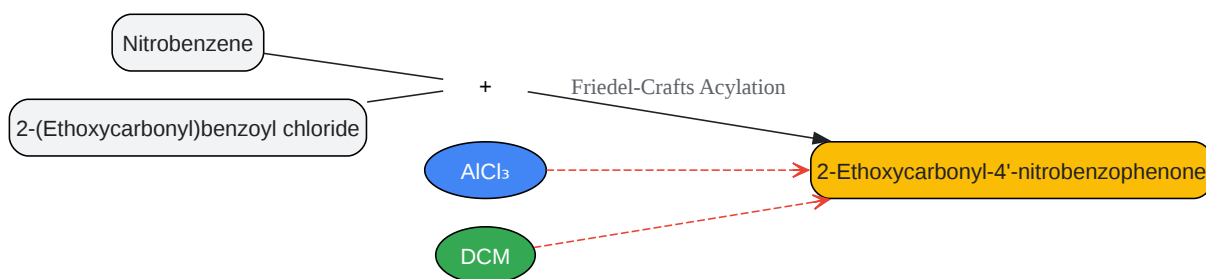 Nitrobenzene
2-(Ethoxycarbonyl)benzoyl chloride
+
Friedel-Crafts Acylation
AlCl₃
DCM
2-Ethoxycarbonyl-4'-nitrobenzophenone